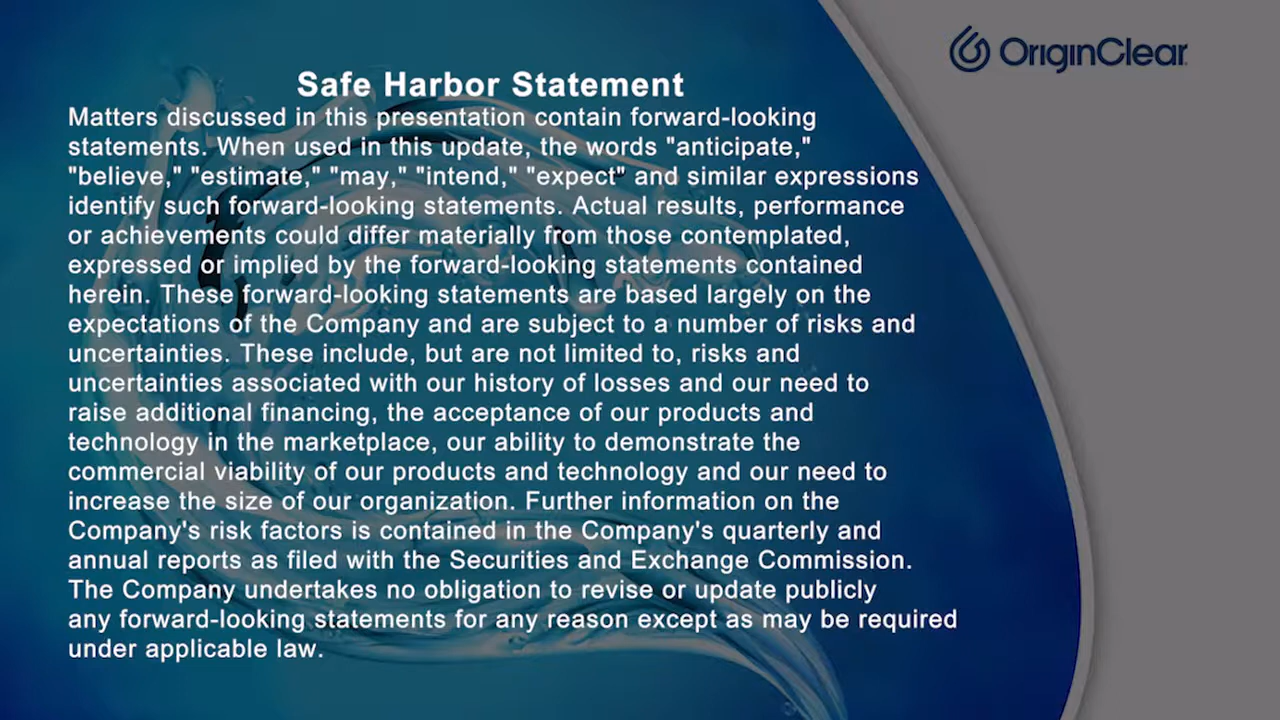 OriginClear
Safe Harbor Statement
Matters discussed in this presentation contain forward-looking
statements. When used in this update, the words "anticipate,"
"believe," "estimate," "may," "intend," "expect" and similar expressions
identify such forward-looking statements. Actual results, performance
or achievements could differ materially from those contemplated,
expressed or implied by the forward-looking statements contained
herein. These forward-looking statements are based largely on the
expectations of the Company and are subject to a number of risks and
uncertainties. These include, but are not limited to, risks and
uncertainties associated with our history of losses and our need to
raise additional financing, the acceptance of our products and
technology in the marketplace, our ability to demonstrate the
commercial viability of our products and technology and our need to
increase the size of our organization. Further information on the
Company's risk factors is contained in the Company's quarterly and
annual reports as filed with the Securities and Exchange Commission.
The Company undertakes no obligation to revise or update publicly
any forward-looking statements for any reason except as may be required
under applicable law.